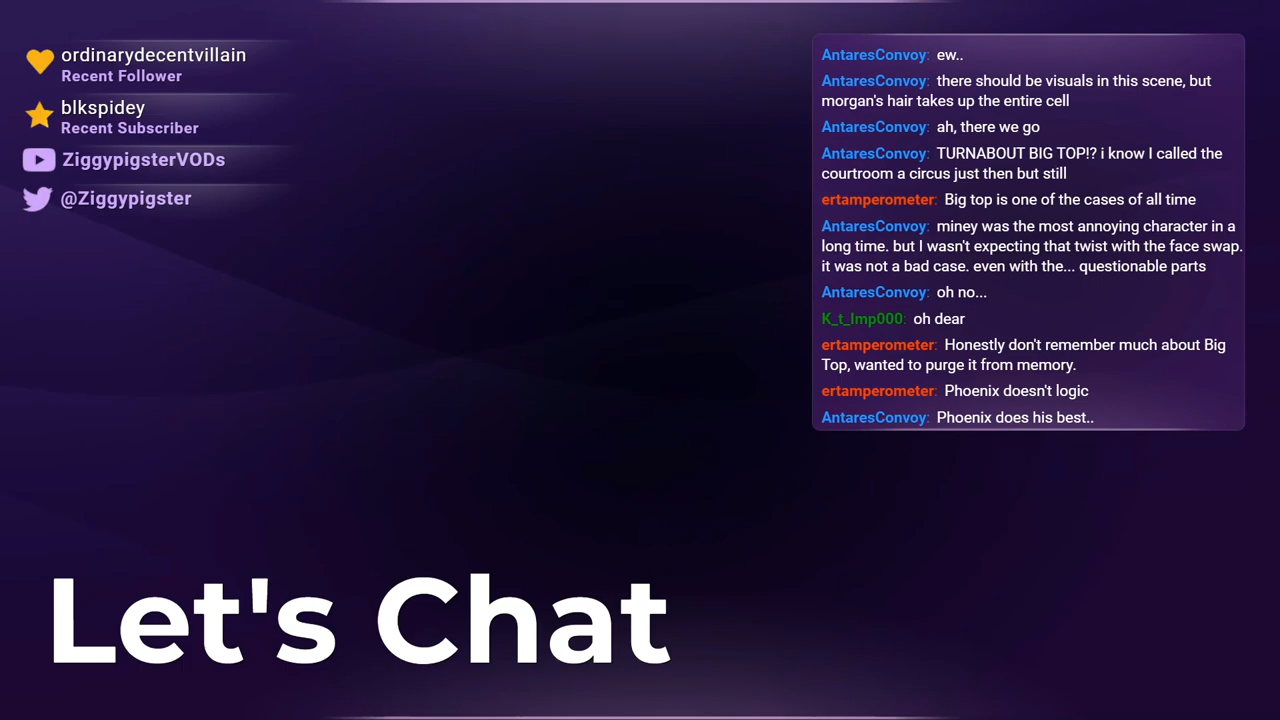 ordinarydecentvillain
Recent Follower
blkspidey
Recent Subscriber
ZiggypigsterVODs
@Ziggypigster
AntaresConvoy: ew..
AntaresConvoy: there should be visuals in this scene, but
morgan's hair takes up the entire cell
AntaresConvoy: ah, there we go
AntaresConvoy: TURNABOUT BIG TOP!? i know I called the
courtroom a circus just then but still
ertamperometer: Big top is one of the cases of all time
AntaresConvoy: miney was the most annoying character in a
long time. but I wasn't expecting that twist with the face swap.
it was not a bad case. even with the... questionable parts
AntaresConvoy: oh no...
K_t_Imp000: oh dear
ertamperometer: Honestly don't remember much about Big
Top, wanted to purge it from memory.
ertamperometer: Phoenix doesn't logic
AntaresConvoy: Phoenix does his best..
Let's Chat